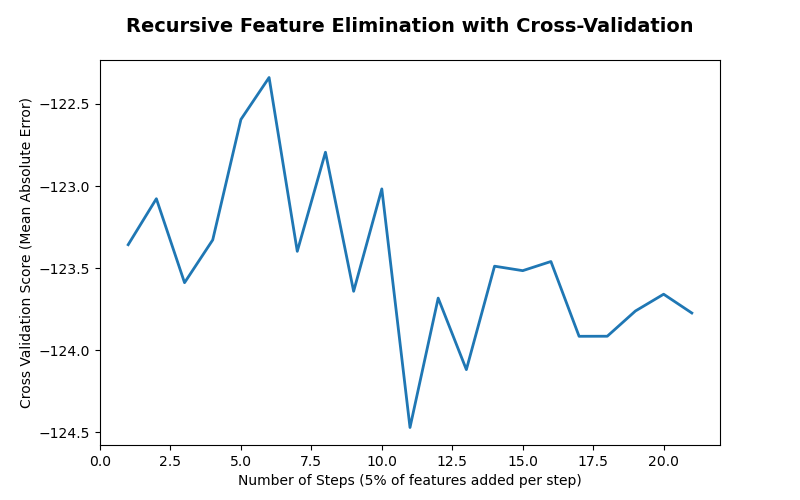 Recursive Feature Elimination with Cross-Validation
Cross Validation Score (Mean Absolute Error)
−122.5
−123.0
−123.5
−124.0
−124.5
0.0 2.5 5.0 7.5 10.0 12.5 15.0 17.5 20.0
Number of Steps (5% of features added per step)